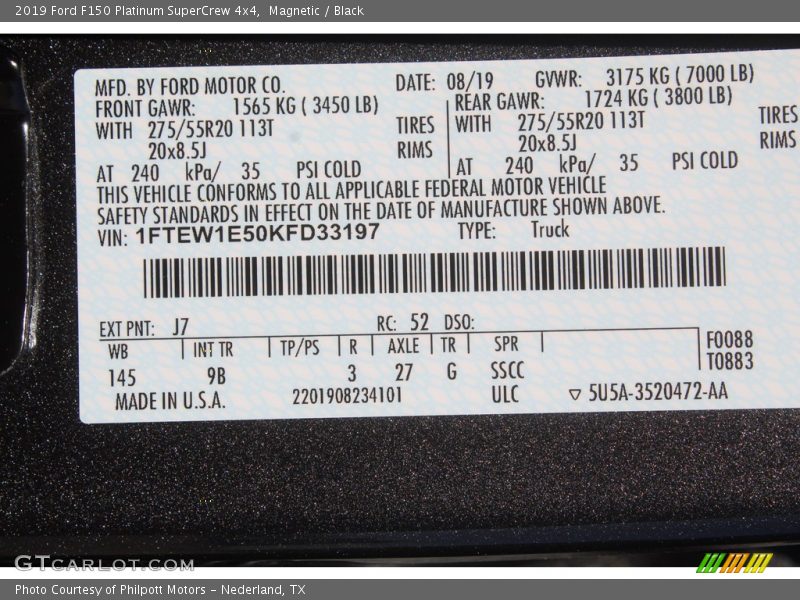 2019 Ford F150 Platinum SuperCrew 4x4,  Magnetic / Black
MFD. BY FORD MOTOR CO. DATE: 08/19 GVWR: 3175 KG ( 7000 LB)
FRONT GAWR: 1565 KG ( 3450 LB) REAR GAWR: 1724 KG ( 3800 LB)
WITH 275/55R20 113T TIRES WITH 275/55R20 113T TIRES
20x8.5J RIMS 20x8.5J RIMS
AT 240 kPa/ 35 PSI COLD AT 240 kPa/ 35 PSI COLD
THIS VEHICLE CONFORMS TO ALL APPLICABLE FEDERAL MOTOR VEHICLE
SAFETY STANDARDS IN EFFECT ON THE DATE OF MANUFACTURE SHOWN ABOVE.
VIN: 1FTEW1E50KFD33197 TYPE: Truck
EXT PNT: J7 RC: 52 DSO:
WB INT TR TP/PS R AXLE TR SPR F0088
145 9B 3 27 G SSCC T0883
MADE IN U.S.A. 2201908234101 ULC ▽ 5U5A-3520472-AA
GTCARLOT.COM
Photo Courtesy of Philpott Motors - Nederland, TX